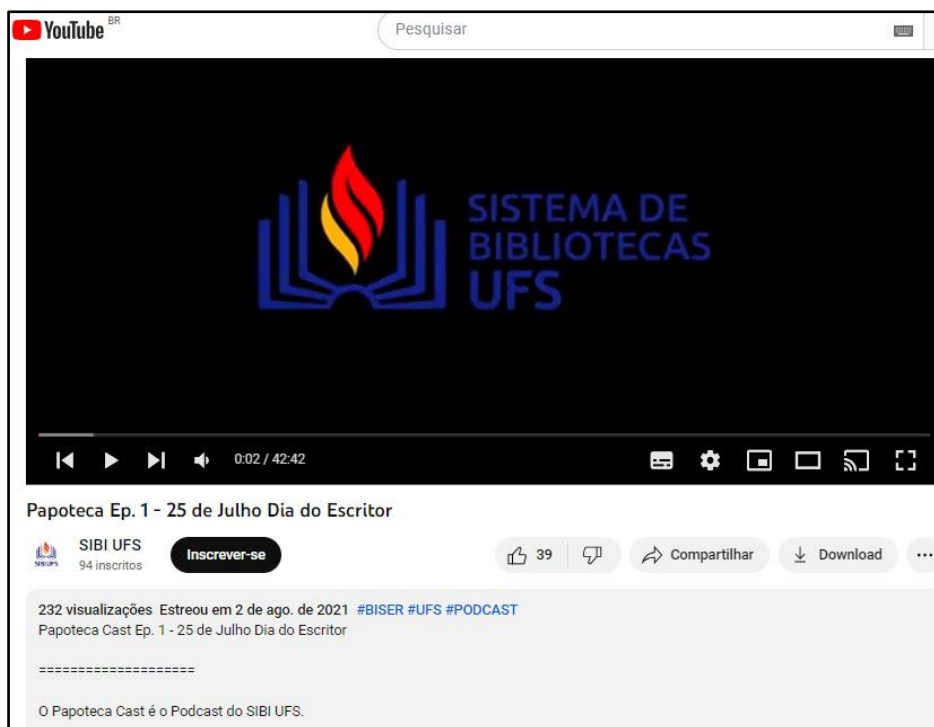 YouTube BR
Pesquisar
SISTEMA DE
BIBLIOTECAS
UFS
0:02 / 42:42
Papoteca Ep. 1 - 25 de Julho Dia do Escritor
SIBI UFS
94 inscritos
Inscrever-se
39
Compartilhar
Download
SIBIUFS
232 visualizações Estreou em 2 de ago. de 2021 #BISER #UFS #PODCAST
Papoteca Cast Ep. 1 - 25 de Julho Dia do Escritor
====================
O Papoteca Cast é o Podcast do SIBI UFS.